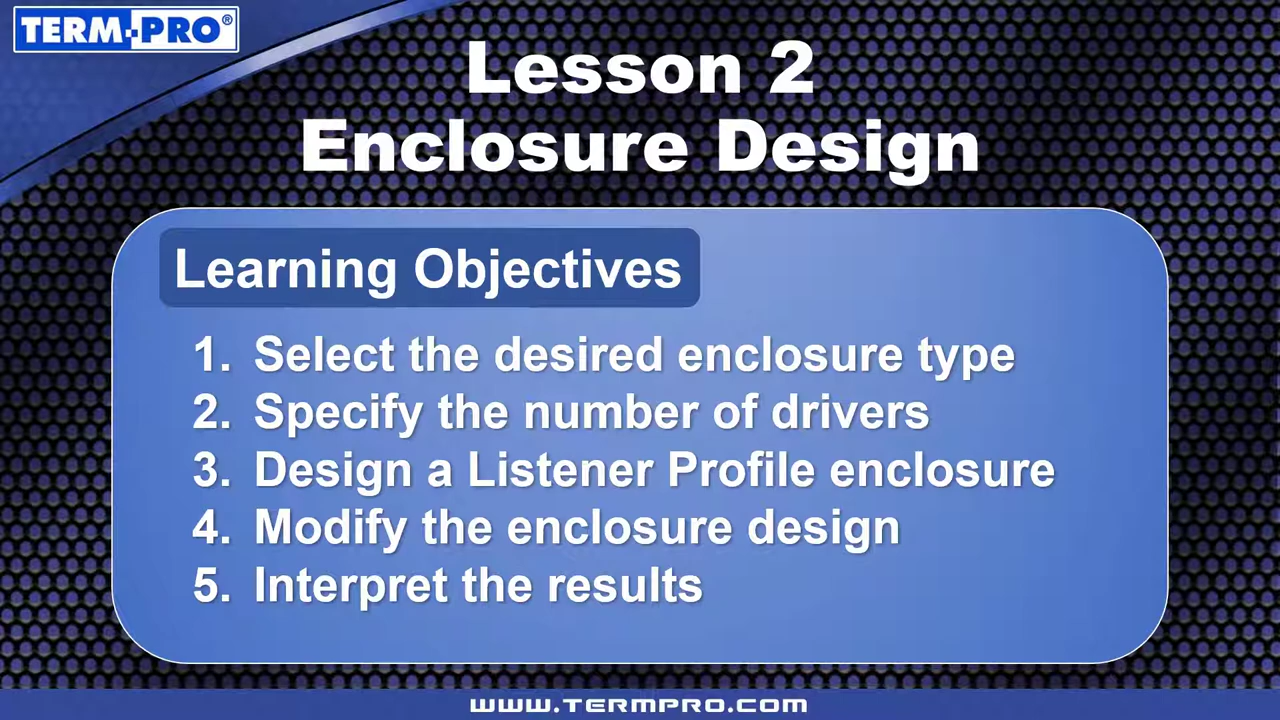 TERM-PRO®
Lesson 2
Enclosure Design
Learning Objectives
1. Select the desired enclosure type
2. Specify the number of drivers
3. Design a Listener Profile enclosure
4. Modify the enclosure design
5. Interpret the results
WWW.TERMPRO.COM